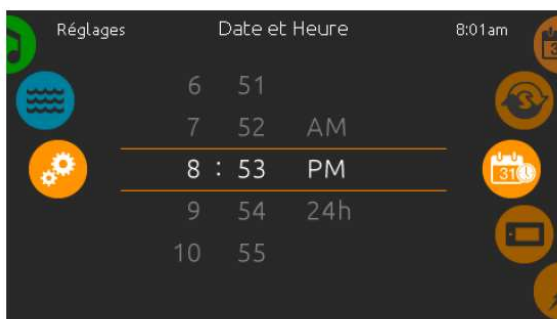 Réglages Date et Heure 8:01am
6 51
7 52 AM
8 : 53 PM
9 54 24h
10 55
31